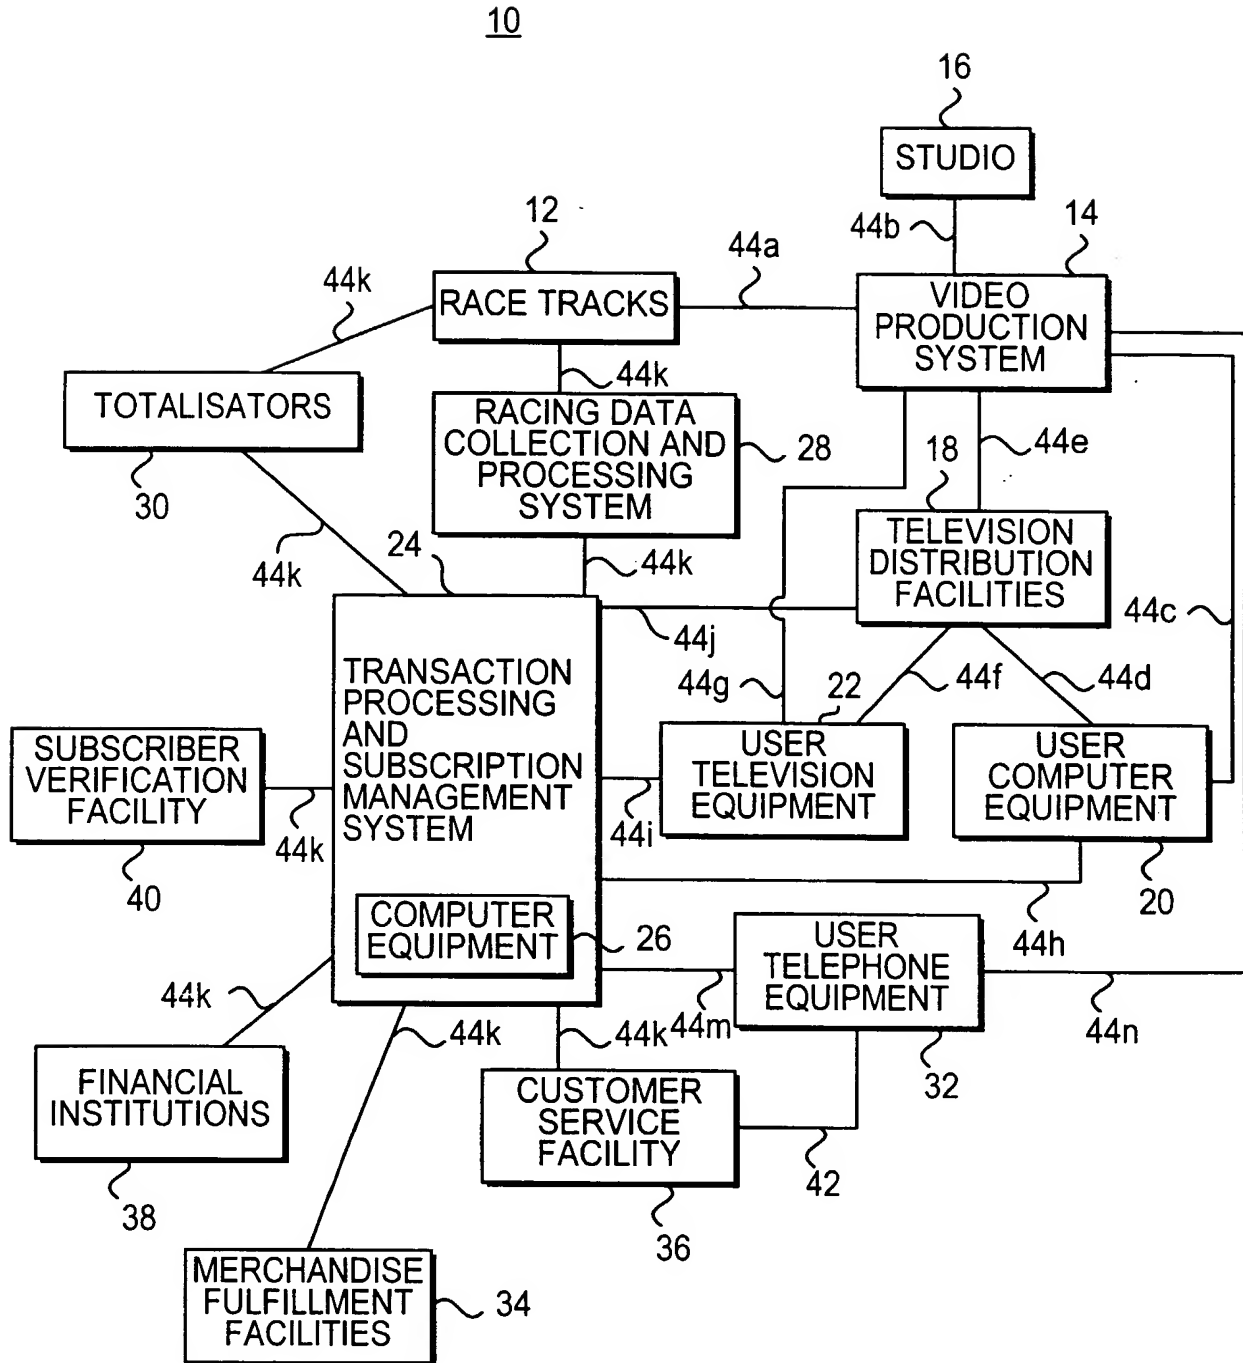 10
16
STUDIO
12
44b
14
44a
44k
RACE TRACKS
VIDEO
PRODUCTION
SYSTEM
44k
TOTALISATORS
RACING DATA
COLLECTION AND
PROCESSING
SYSTEM
28
44e
18
30
TELEVISION
DISTRIBUTION
FACILITIES
44k
24
44k
44c
44j
TRANSACTION
PROCESSING
AND
SUBSCRIPTION
MANAGEMENT
SYSTEM
44g
22
44f
44d
SUBSCRIBER
VERIFICATION
FACILITY
USER
TELEVISION
EQUIPMENT
USER
COMPUTER
EQUIPMENT
44k
44i
40
20
COMPUTER
EQUIPMENT
26
USER
TELEPHONE
EQUIPMENT
44h
44k
44k
44k
44m
44n
32
FINANCIAL
INSTITUTIONS
CUSTOMER
SERVICE
FACILITY
42
38
36
MERCHANDISE
FULFILLMENT
FACILITIES
34